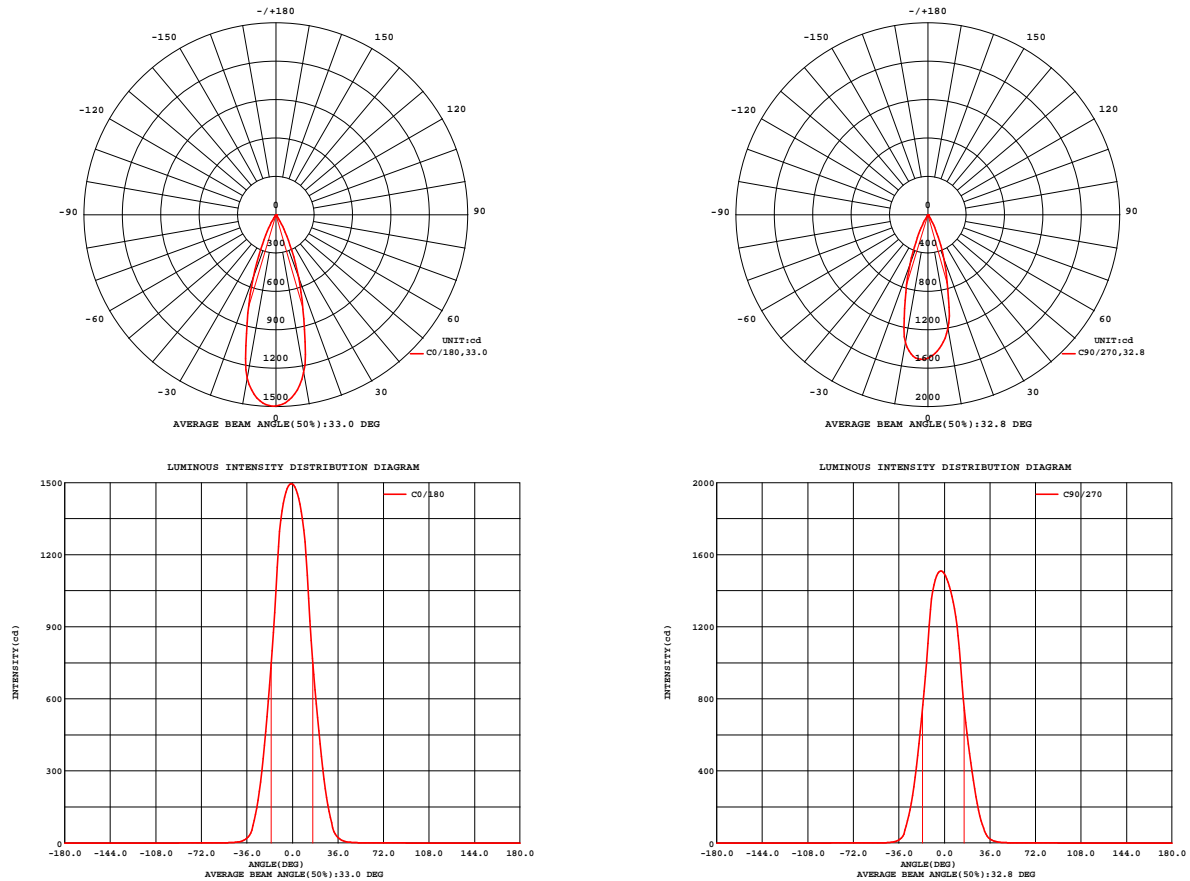 -/+180
-150
150
-120
120
-90
90
0
300
-60
600
60
900
UNIT:cd
C0/180,33.0
1200
-30
30
1500
0
AVERAGE BEAM ANGLE(50%):33.0 DEG
-/+180
-150
150
-120
120
-90
90
0
400
-60
800
60
1200
UNIT:cd
C90/270,32.8
1600
-30
30
2000
0
AVERAGE BEAM ANGLE(50%):32.8 DEG
LUMINOUS INTENSITY DISTRIBUTION DIAGRAM
C0/180
1500
1200
900
600
300
0
INTENSITY(cd)
-180.0 -144.0 -108.0 -72.0 -36.0 0.0 36.0 72.0 108.0 144.0 180.0
ANGLE(DEG)
AVERAGE BEAM ANGLE(50%):33.0 DEG
LUMINOUS INTENSITY DISTRIBUTION DIAGRAM
C90/270
2000
1600
1200
800
400
0
INTENSITY(cd)
-180.0 -144.0 -108.0 -72.0 -36.0 0.0 36.0 72.0 108.0 144.0 180.0
ANGLE(DEG)
AVERAGE BEAM ANGLE(50%):32.8 DEG